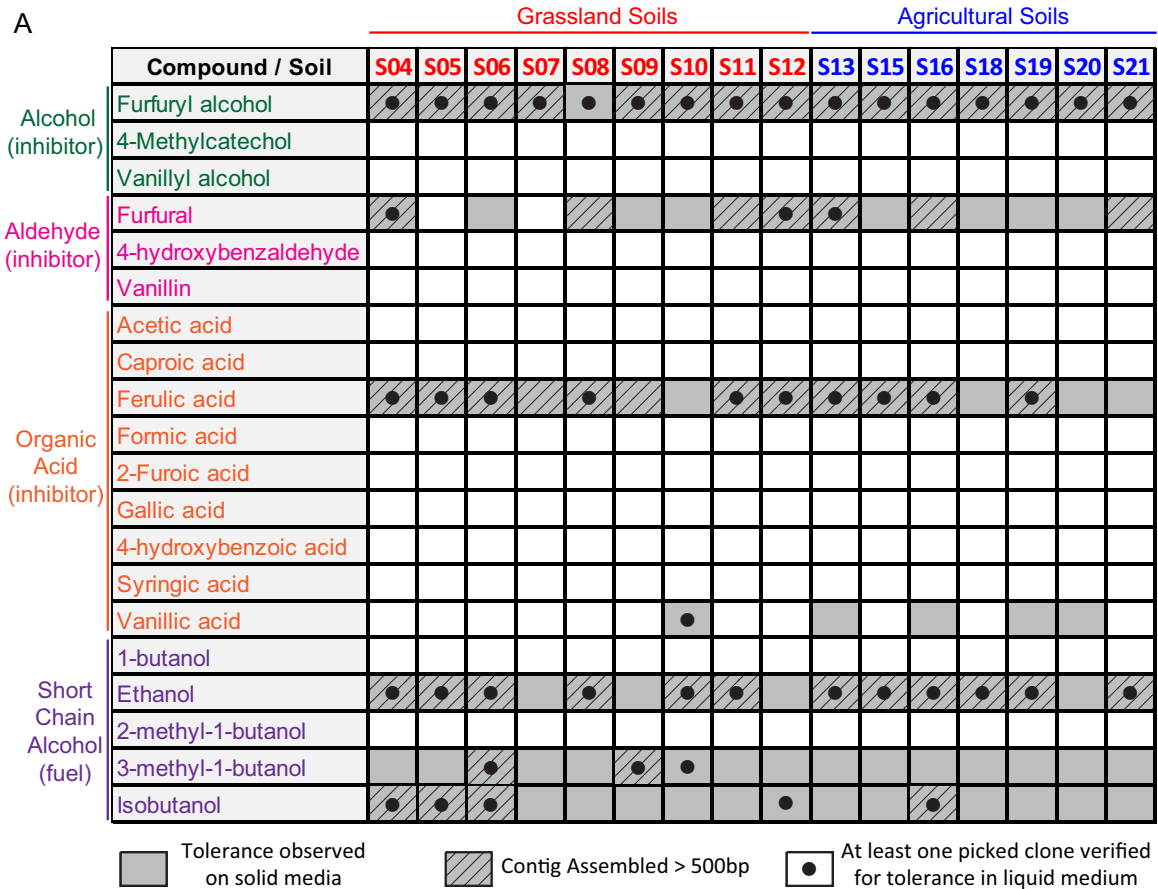 A
Grassland Soils
Agricultural Soils
Compound / Soil S04 S05 S06 S07 S08 S09 S10 S11 S12 S13 S15 S16 S18 S19 S20 S21
Alcohol
(inhibitor)
Furfuryl alcohol
4-Methylcatechol
Vanillyl alcohol
Aldehyde
(inhibitor)
Furfural
4-hydroxybenzaldehyde
Vanillin
Organic
Acid
(inhibitor)
Acetic acid
Caproic acid
Ferulic acid
Formic acid
2-Furoic acid
Gallic acid
4-hydroxybenzoic acid
Syringic acid
Vanillic acid
Short
Chain
Alcohol
(fuel)
1-butanol
Ethanol
2-methyl-1-butanol
3-methyl-1-butanol
Isobutanol
Tolerance observed
on solid media
Contig Assembled > 500bp
At least one picked clone verified
for tolerance in liquid medium